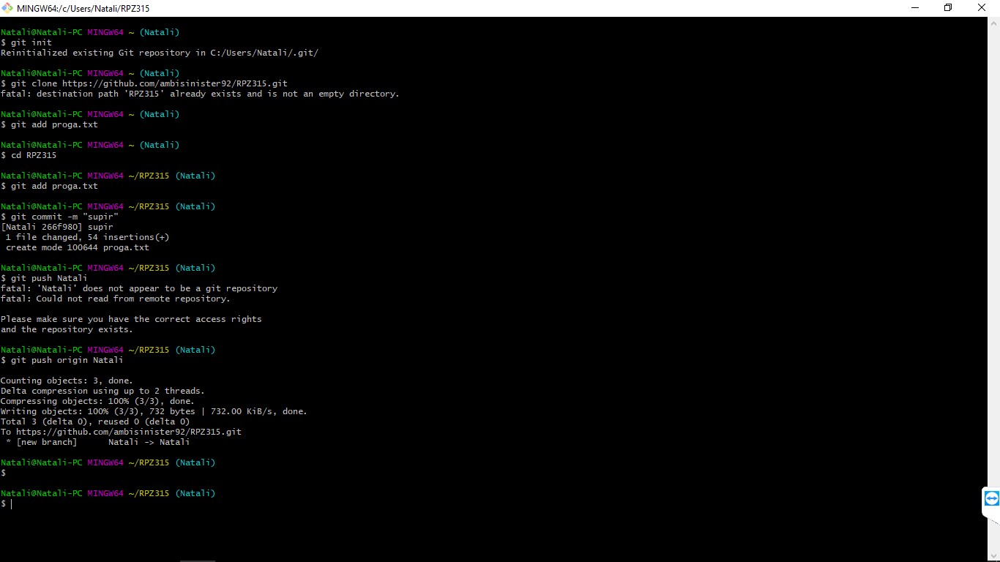 MINGW64:/c/Users/Natali/RPZ315
Natali@Natali-PC MINGW64 ~ (Natali)
$ git init
Reinitialized existing Git repository in C:/Users/Natali/.git/
Natali@Natali-PC MINGW64 ~ (Natali)
$ git clone https://github.com/ambisinister92/RPZ315.git
fatal: destination path 'RPZ315' already exists and is not an empty directory.
Natali@Natali-PC MINGW64 ~ (Natali)
$ git add proga.txt
Natali@Natali-PC MINGW64 ~ (Natali)
$ cd RPZ315
Natali@Natali-PC MINGW64 ~/RPZ315 (Natali)
$ git add proga.txt
Natali@Natali-PC MINGW64 ~/RPZ315 (Natali)
$ git commit -m "supir"
[Natali 266f980] supir
 1 file changed, 54 insertions(+)
 create mode 100644 proga.txt
Natali@Natali-PC MINGW64 ~/RPZ315 (Natali)
$ git push Natali
fatal: 'Natali' does not appear to be a git repository
fatal: Could not read from remote repository.
Please make sure you have the correct access rights
and the repository exists.
Natali@Natali-PC MINGW64 ~/RPZ315 (Natali)
$ git push origin Natali
Counting objects: 3, done.
Delta compression using up to 2 threads.
Compressing objects: 100% (3/3), done.
Writing objects: 100% (3/3), 732 bytes | 732.00 KiB/s, done.
Total 3 (delta 0), reused 0 (delta 0)
To https://github.com/ambisinister92/RPZ315.git
 * [new branch]      Natali -> Natali
Natali@Natali-PC MINGW64 ~/RPZ315 (Natali)
$
Natali@Natali-PC MINGW64 ~/RPZ315 (Natali)
$